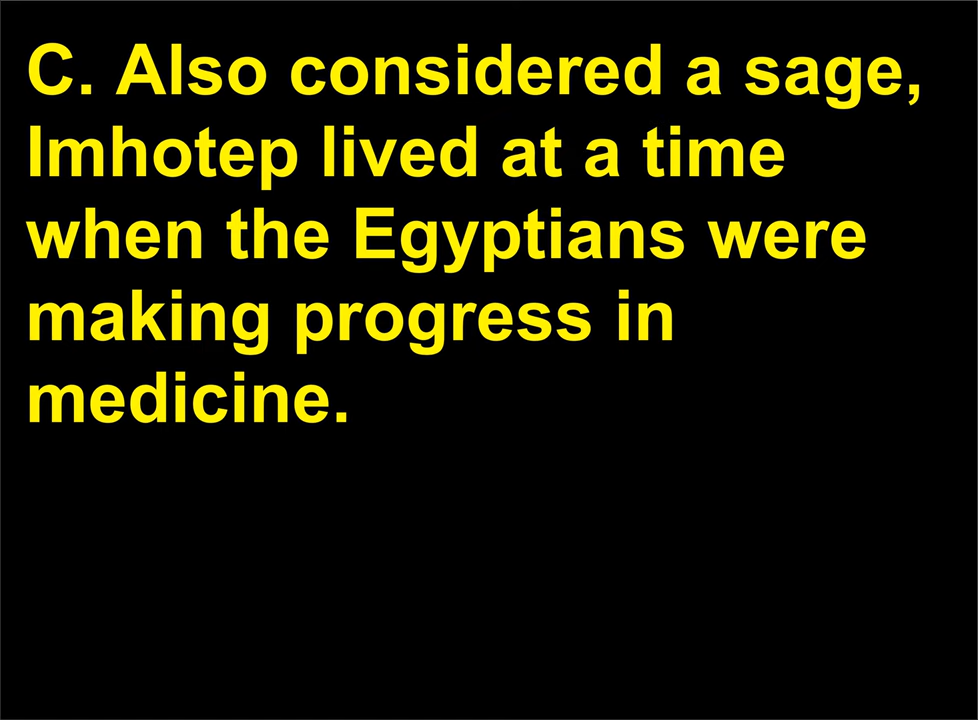 C. Also considered a sage,
Imhotep lived at a time
when the Egyptians were
making progress in
medicine.